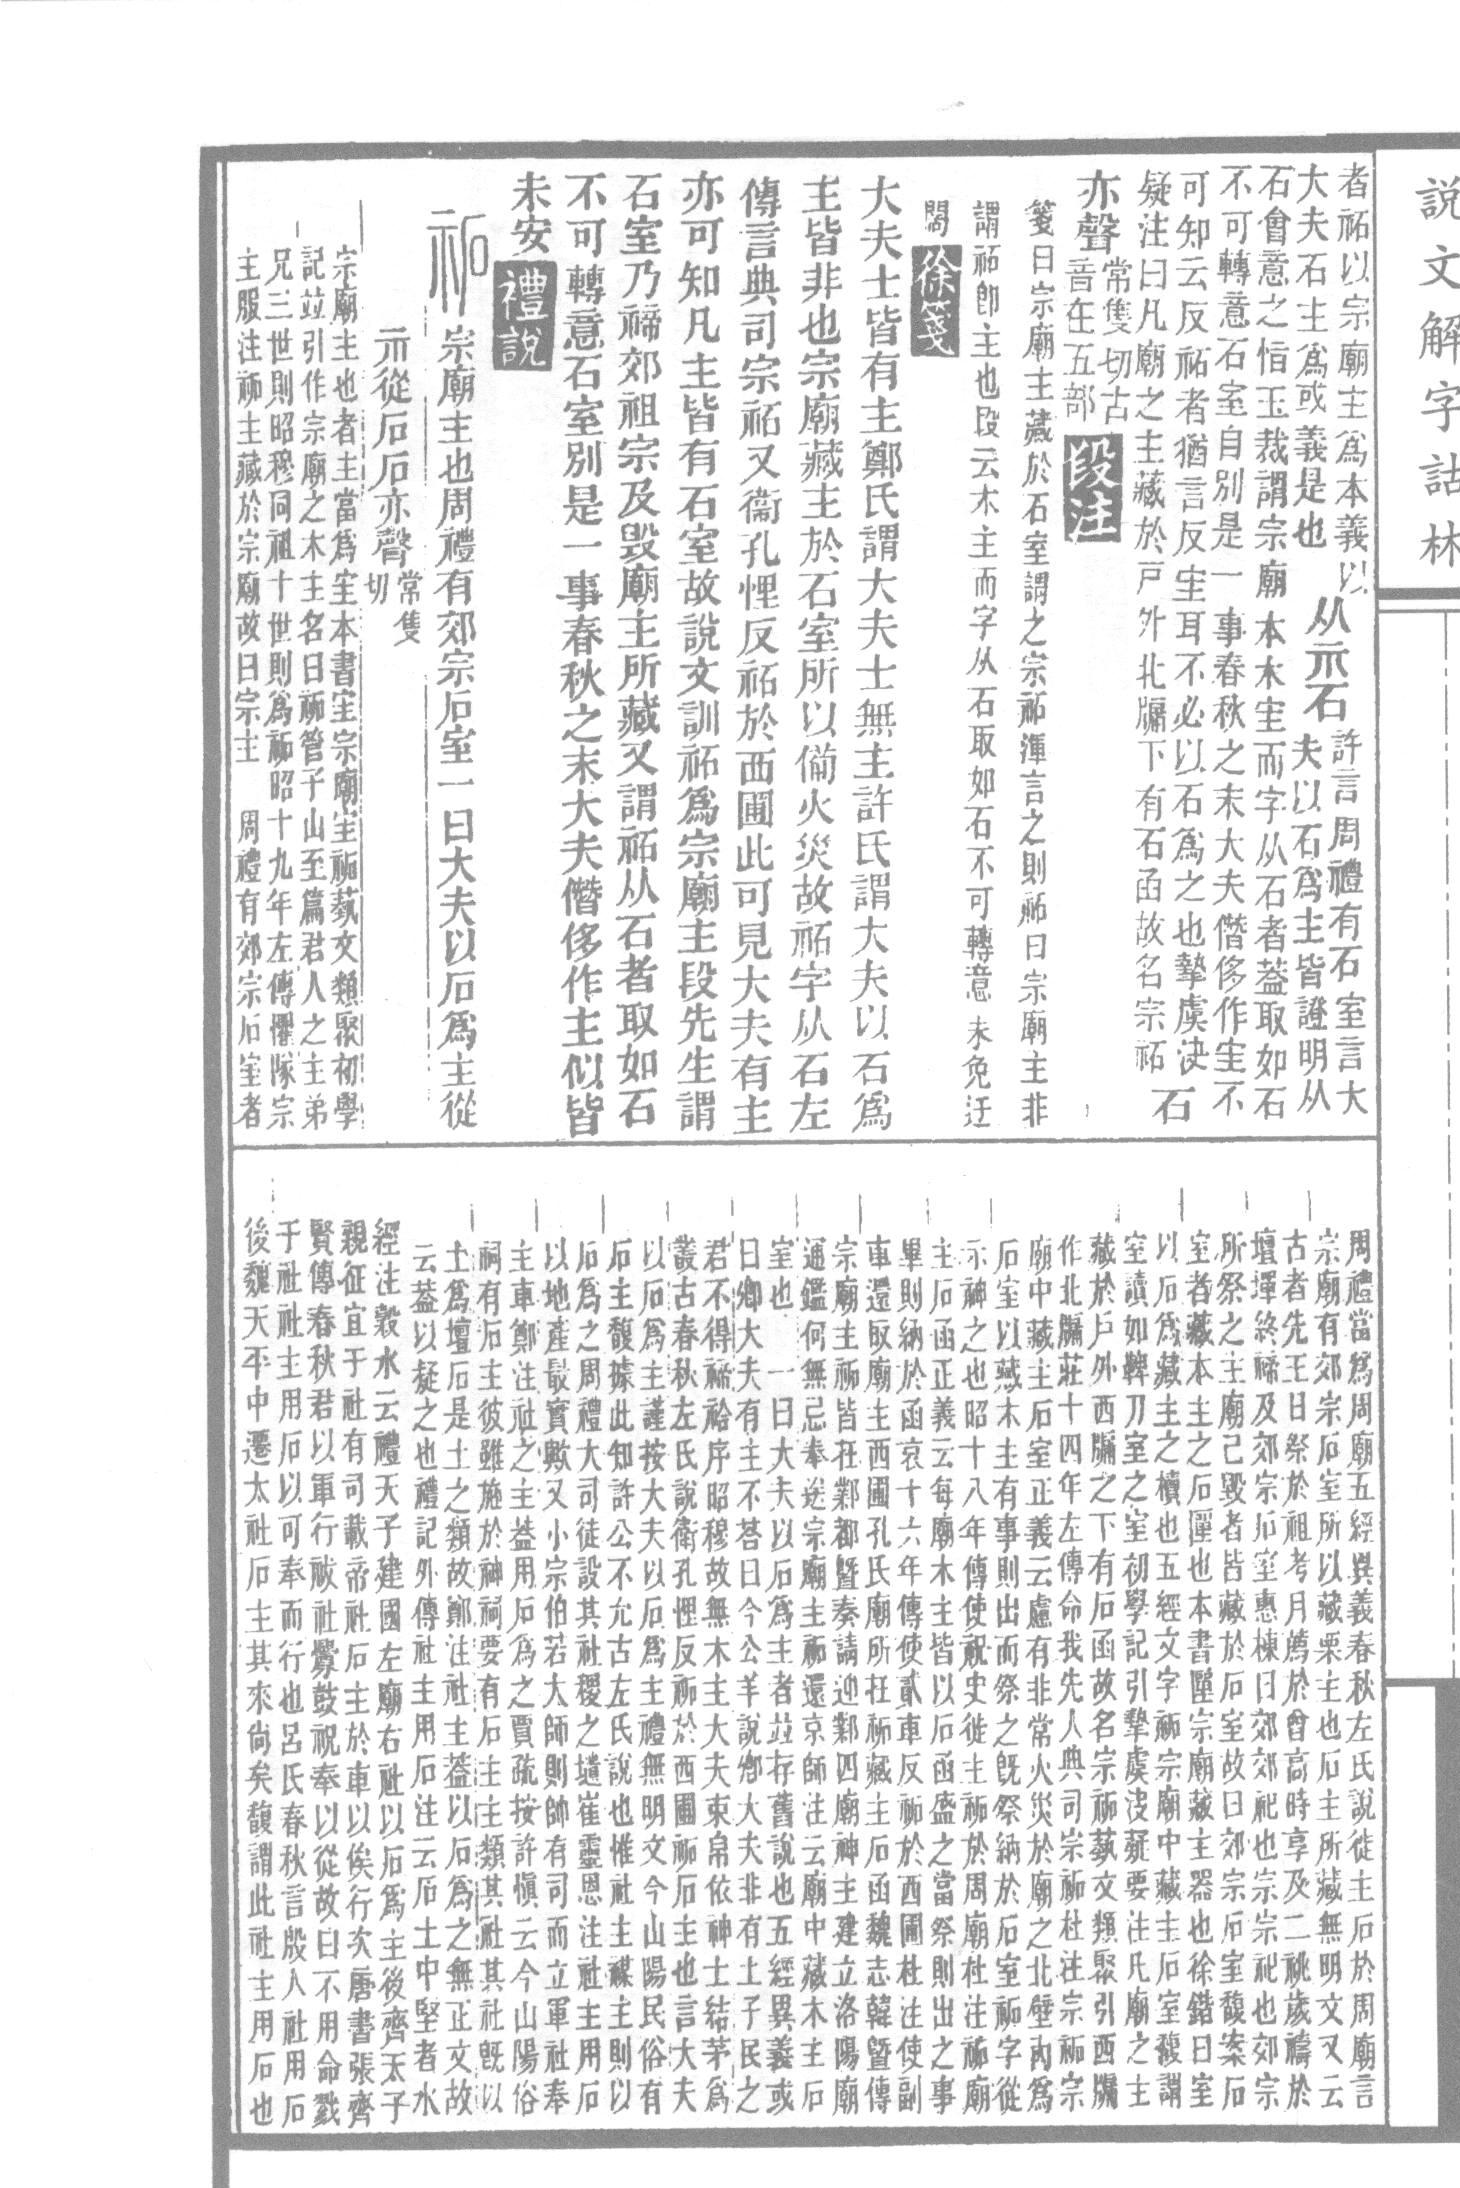 說文解字詁林
者祏以宗廟主爲本義以
大夫石主爲或義是也
从示石
許言周禮有石室言大
夫以石爲主皆證明从
石會意之恉玉裁謂宗廟本木宔而字从石者葢取如石
不可轉意石室自別是一事春秋之末大夫僭侈作宔不
可知云反祏者猶言反宔耳不必以石爲之也摯虞決
疑注曰凡廟之主藏於戸外北牖下有石函故名宗祏
石
亦聲
常隻切古
音在五部
段注
箋曰宗廟主藏於石室謂之宗祏渾言之則祏曰宗廟主非
謂祏卽主也段云木主而字从石取如石不可轉意未免迂
闊
徐箋
大夫士皆有主鄭氏謂大夫士無主許氏謂大夫以石爲
主皆非也宗廟藏主於石室所以備火災故祏字从石左
傳言典司宗祏又衞孔悝反祏於西圃此可見大夫有主
亦可知凡主皆有石室故說文訓祏爲宗廟主段先生謂
石室乃禘郊祖宗及毀廟主所藏又謂祏从石者取如石
不可轉意石室別是一事春秋之末大夫僭侈作主似皆
未安
禮說
祏
宗廟主也周禮有郊宗石室一曰大夫以石爲主從
示從石石亦聲
常隻
切
宗廟主也者主當爲宔本書宔宗廟宔祏藝文類聚初學
記竝引作宗廟之木主名曰祏管子山至篇君人之主弟
兄三世則昭穆同祖十世則爲祏昭十九年左傳懼隊宗
主服注祏主藏於宗廟故曰宗主　周禮有郊宗石室者
周禮當爲周廟五經異義春秋左氏說徙主石於周廟言
宗廟有郊宗石室所以藏栗主也石主所藏無明文又云
古者先王日祭於祖考月薦於曾高時享及二祧歲禱於
壇墠終禘及郊宗石室惠棟曰郊郊祀也宗宗祀也郊宗
所祭之主廟已毀者皆藏於石室故曰郊宗石室馥案石
室者藏木主之石匰也本書匰宗廟藏主器也徐鍇曰室
以石爲藏主之櫝也五經文字祏宗廟中藏主石室馥謂
室讀如鞞刀室之室初學記引摯虞決疑要注凡廟之主
藏於戶外西牖之下有石函故名宗祏藝文類聚引西牖
作北牖莊十四年左傳命我先人典司宗祏杜注宗祏宗
廟中藏主石室正義云慮有非常火災於廟之北壁內爲
石室以藏木主有事則出而祭之旣祭納於石室祏字從
示神之也昭十八年傳使祝史徙主祏於周廟杜注祏廟
主石函正義云每廟木主皆以石函盛之當祭則出之事
畢則納於函哀十六年傳使貳車反祏於西圃杜注使副
車還取廟主西圃孔氏廟所在祏藏主石函魏志韓曁傳
宗廟主祏皆在鄴都曁奏請迎鄴四廟神主建立洛陽廟
通鑑何無忌奉送宗廟主祏還京師注云廟中藏木主石
室也　一曰大夫以石爲主者竝存舊說也五經異義或
曰卿大夫有主不荅曰今公羊說卿大夫非有土子民之
君不得禘祫序昭穆故無木主大夫束帛依神士結茅爲
叢古春秋左氏說衛孔悝反祏於西圃祏石主也言大夫
以石爲主謹按大夫以石爲主禮無明文今山陽民俗有
石主馥據此知許公不允古左氏說也惟社主禖主則以
石爲之周禮大司徒設其社稷之壝崔靈恩注社主用石
以地產最實歟又小宗伯若大師則帥有司而立軍社奉
主車鄭注社之主葢用石爲之賈疏按許愼云今山陽俗
祠有石主彼雖施於神祠要有石主主類其社其社旣以
土爲壇石是土之類故鄭注社主葢以石爲之無正文故
云葢以疑之也禮記外傳社主用石注云石土中堅者水
經注穀水云禮天子建國左廟右社以石爲主後齊太子
親征宜于社有司載帝社石主於車以俟行次唐書張齊
賢傳春秋君以軍行祓社釁鼓祝奉以從故曰不用命戮
于社社主用石以可奉而行也呂氏春秋言殷人社用石
後魏天平中遷太社石主其來尙矣馥謂此社主用石也